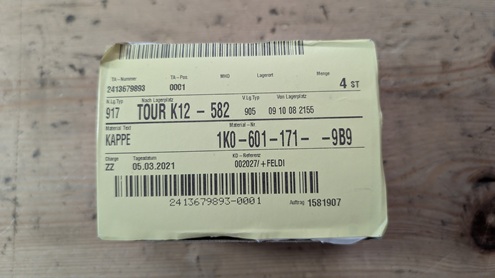 TA-Nummer TA-Pos. WHO Lagerort Menge
2413679893 0001 4 ST
N.Lg.Typ Nach Lagerplatz V.Lg.Typ Von Lagerplatz
917 TOUR K12 - 582 905 09 10 08 2155
Material Text Material-Nr.
KAPPE 1K0-601-171- -9B9
Charge Tagesdatum KD-Referenz
ZZ 05.03.2021 002027/+FELDI
2413679893-0001 Auftrag 1581907